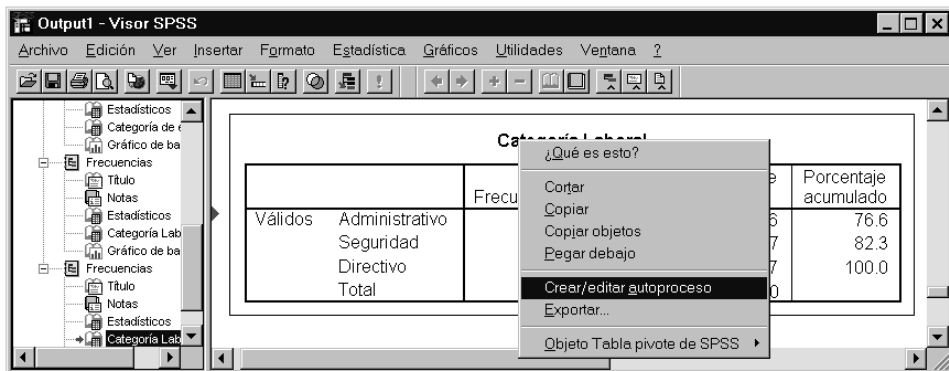 Output1 - Visor SPSS
Archivo Edición Ver Insertar Formato Estadística Gráficos Utilidades Ventana ?
Estadísticos
Categoría de e
Gráfico de ba
Frecuencias
Título
Notas
Estadísticos
Categoría Lab
Gráfico de ba
Frecuencias
Título
Notas
Estadísticos
Categoría Lab
Categoría Laboral
Frecu
Porcentaje
acumulado
Válidos Administrativo 76.6
Seguridad 82.3
Directivo 100.0
Total
¿Qué es esto?
Cortar
Copiar
Copiar objetos
Pegar debajo
Crear/editar autoproceso
Exportar...
Objeto Tabla pivote de SPSS